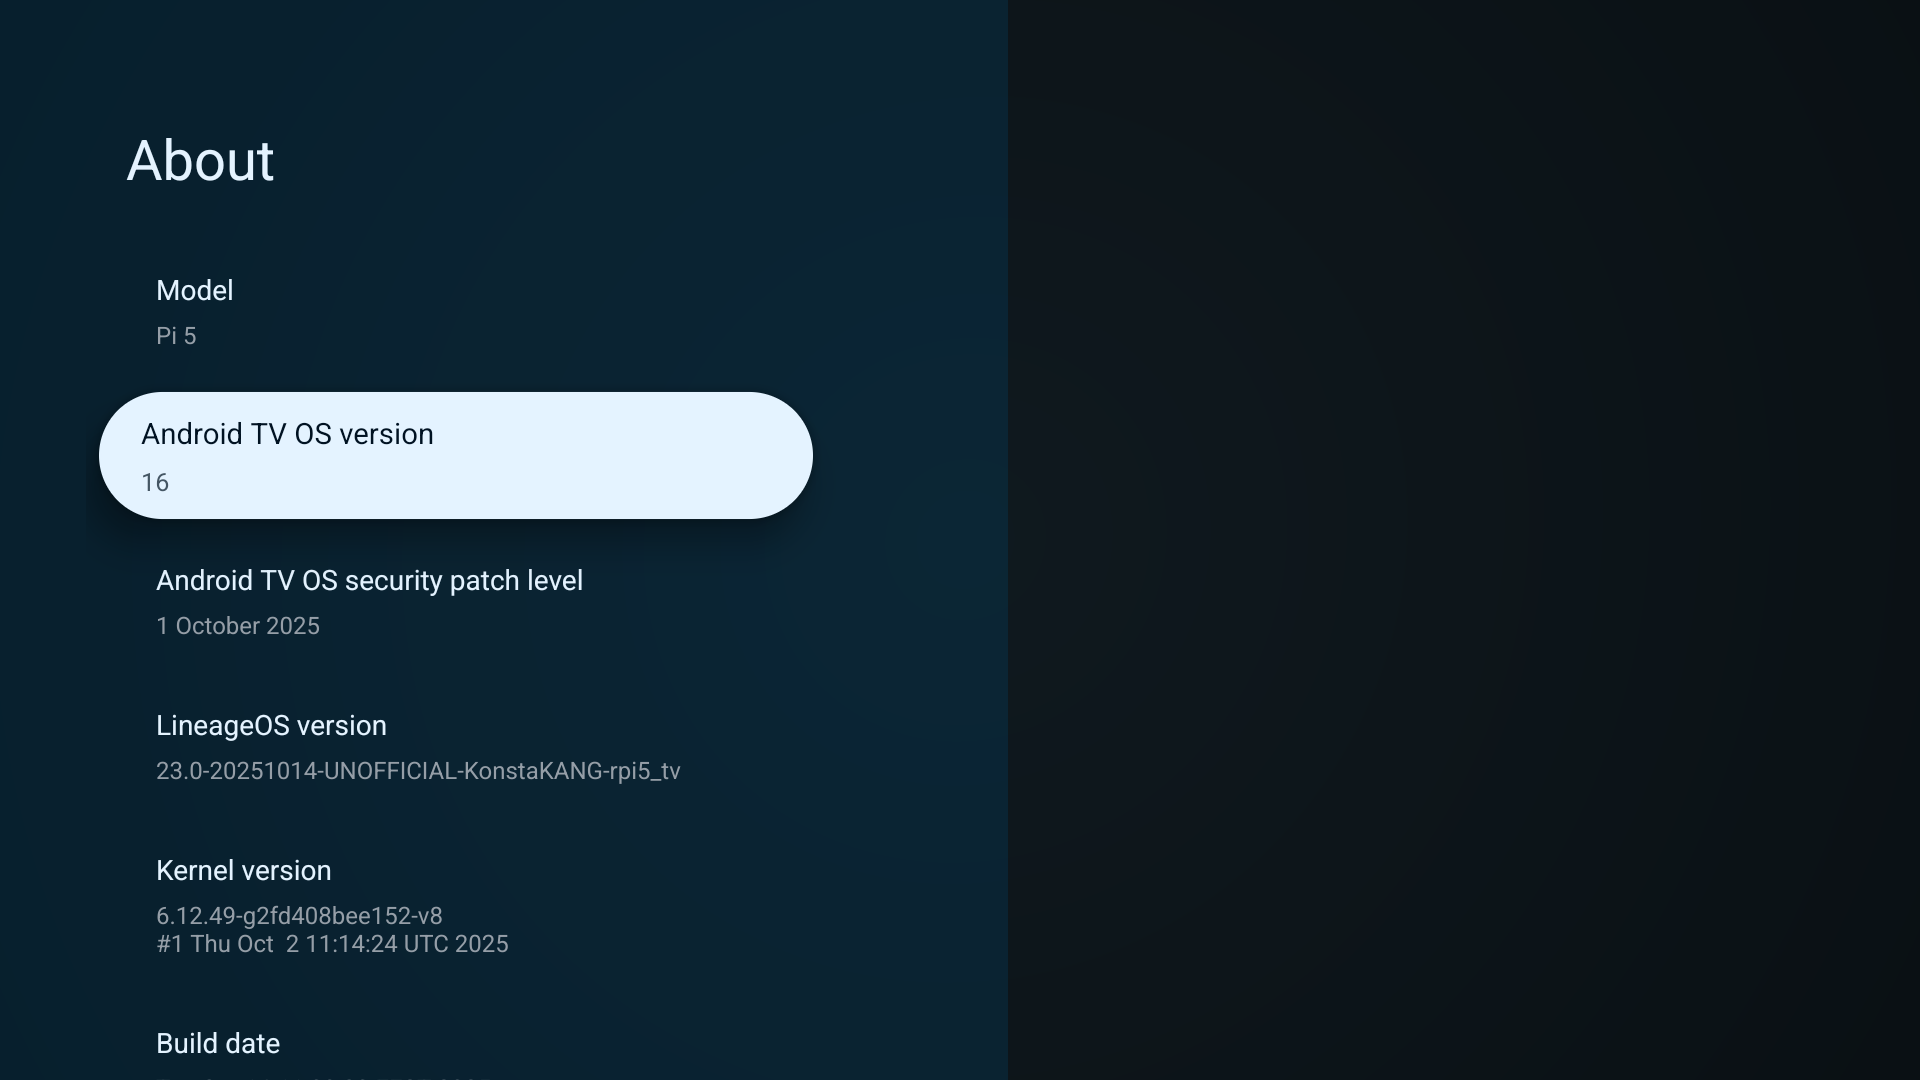 About
Model
Pi 5
Android TV OS version
16
Android TV OS security patch level
1 October 2025
LineageOS version
23.0-20251014-UNOFFICIAL-KonstaKANG-rpi5_tv
Kernel version
6.12.49-g2fd408bee152-v8
#1 Thu Oct  2 11:14:24 UTC 2025
Build date